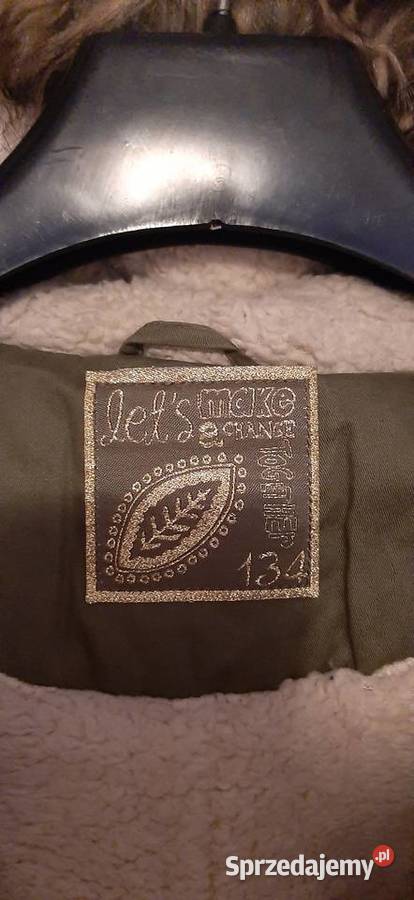 let's make
a CHANGE
TOGETHER
134
Sprzedajemy.pl